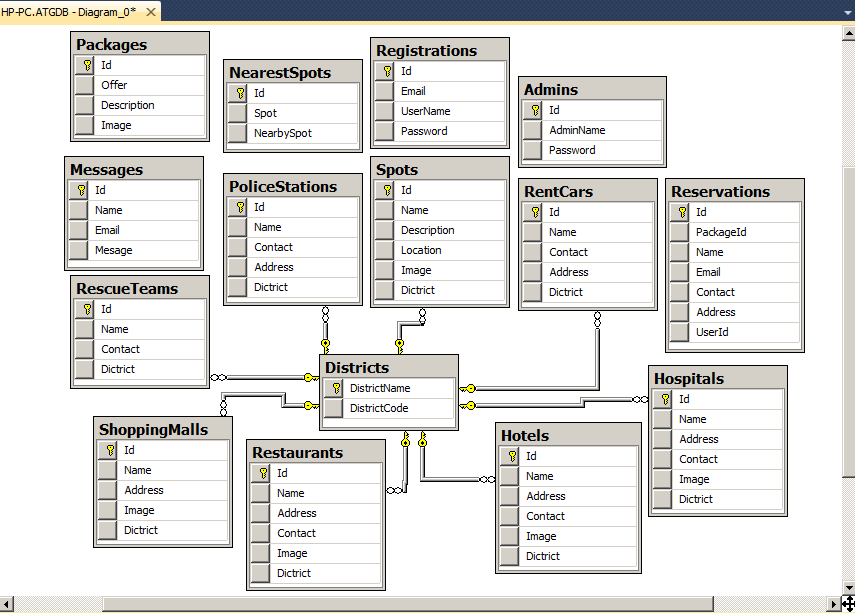 HP-PC.ATGDB - Diagram_0*
Packages
Id
Offer
Description
Image
NearestSpots
Id
Spot
NearbySpot
Registrations
Id
Email
UserName
Password
Admins
Id
AdminName
Password
Messages
Id
Name
Email
Mesage
PoliceStations
Id
Name
Contact
Address
Dictrict
Spots
Id
Name
Description
Location
Image
Dictrict
RentCars
Id
Name
Contact
Address
Dictrict
Reservations
Id
PackageId
Name
Email
Contact
Address
UserId
RescueTeams
Id
Name
Contact
Dictrict
Districts
DistrictName
DistrictCode
Hospitals
Id
Name
Address
Contact
Image
Dictrict
ShoppingMalls
Id
Name
Address
Image
Dictrict
Restaurants
Id
Name
Address
Contact
Image
Dictrict
Hotels
Id
Name
Address
Contact
Image
Dictrict